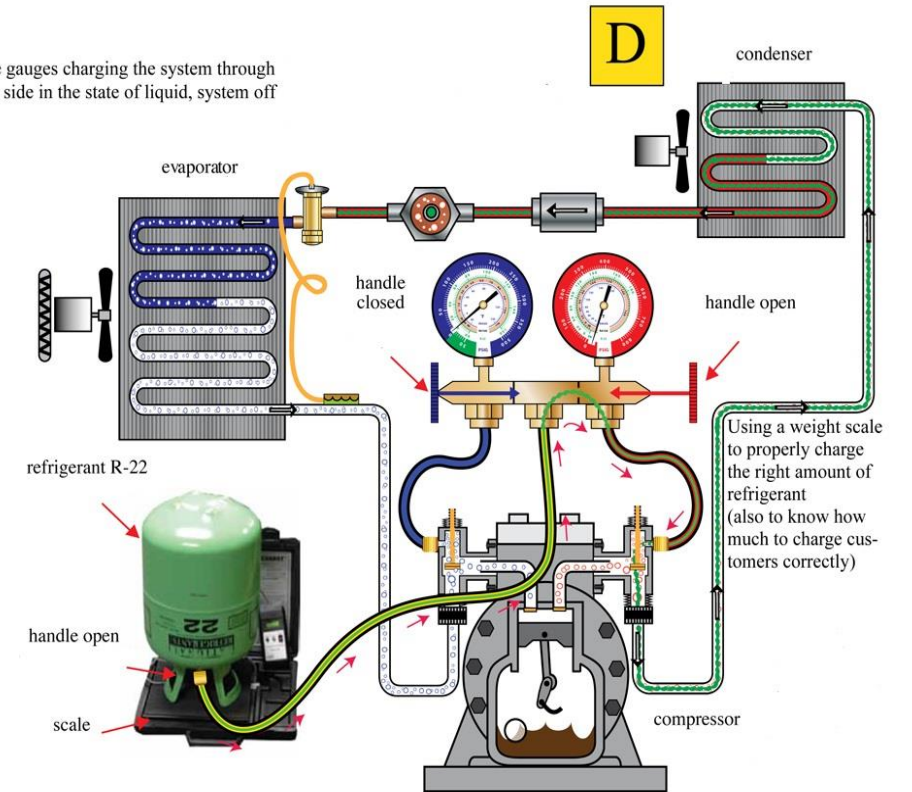 D
condenser
gauges charging the system through
side in the state of liquid, system off
evaporator
handle
closed
handle open
Using a weight scale
to properly charge
the right amount of
refrigerant
(also to know how
much to charge cus-
tomers correctly)
refrigerant R-22
22
handle open
scale
compressor